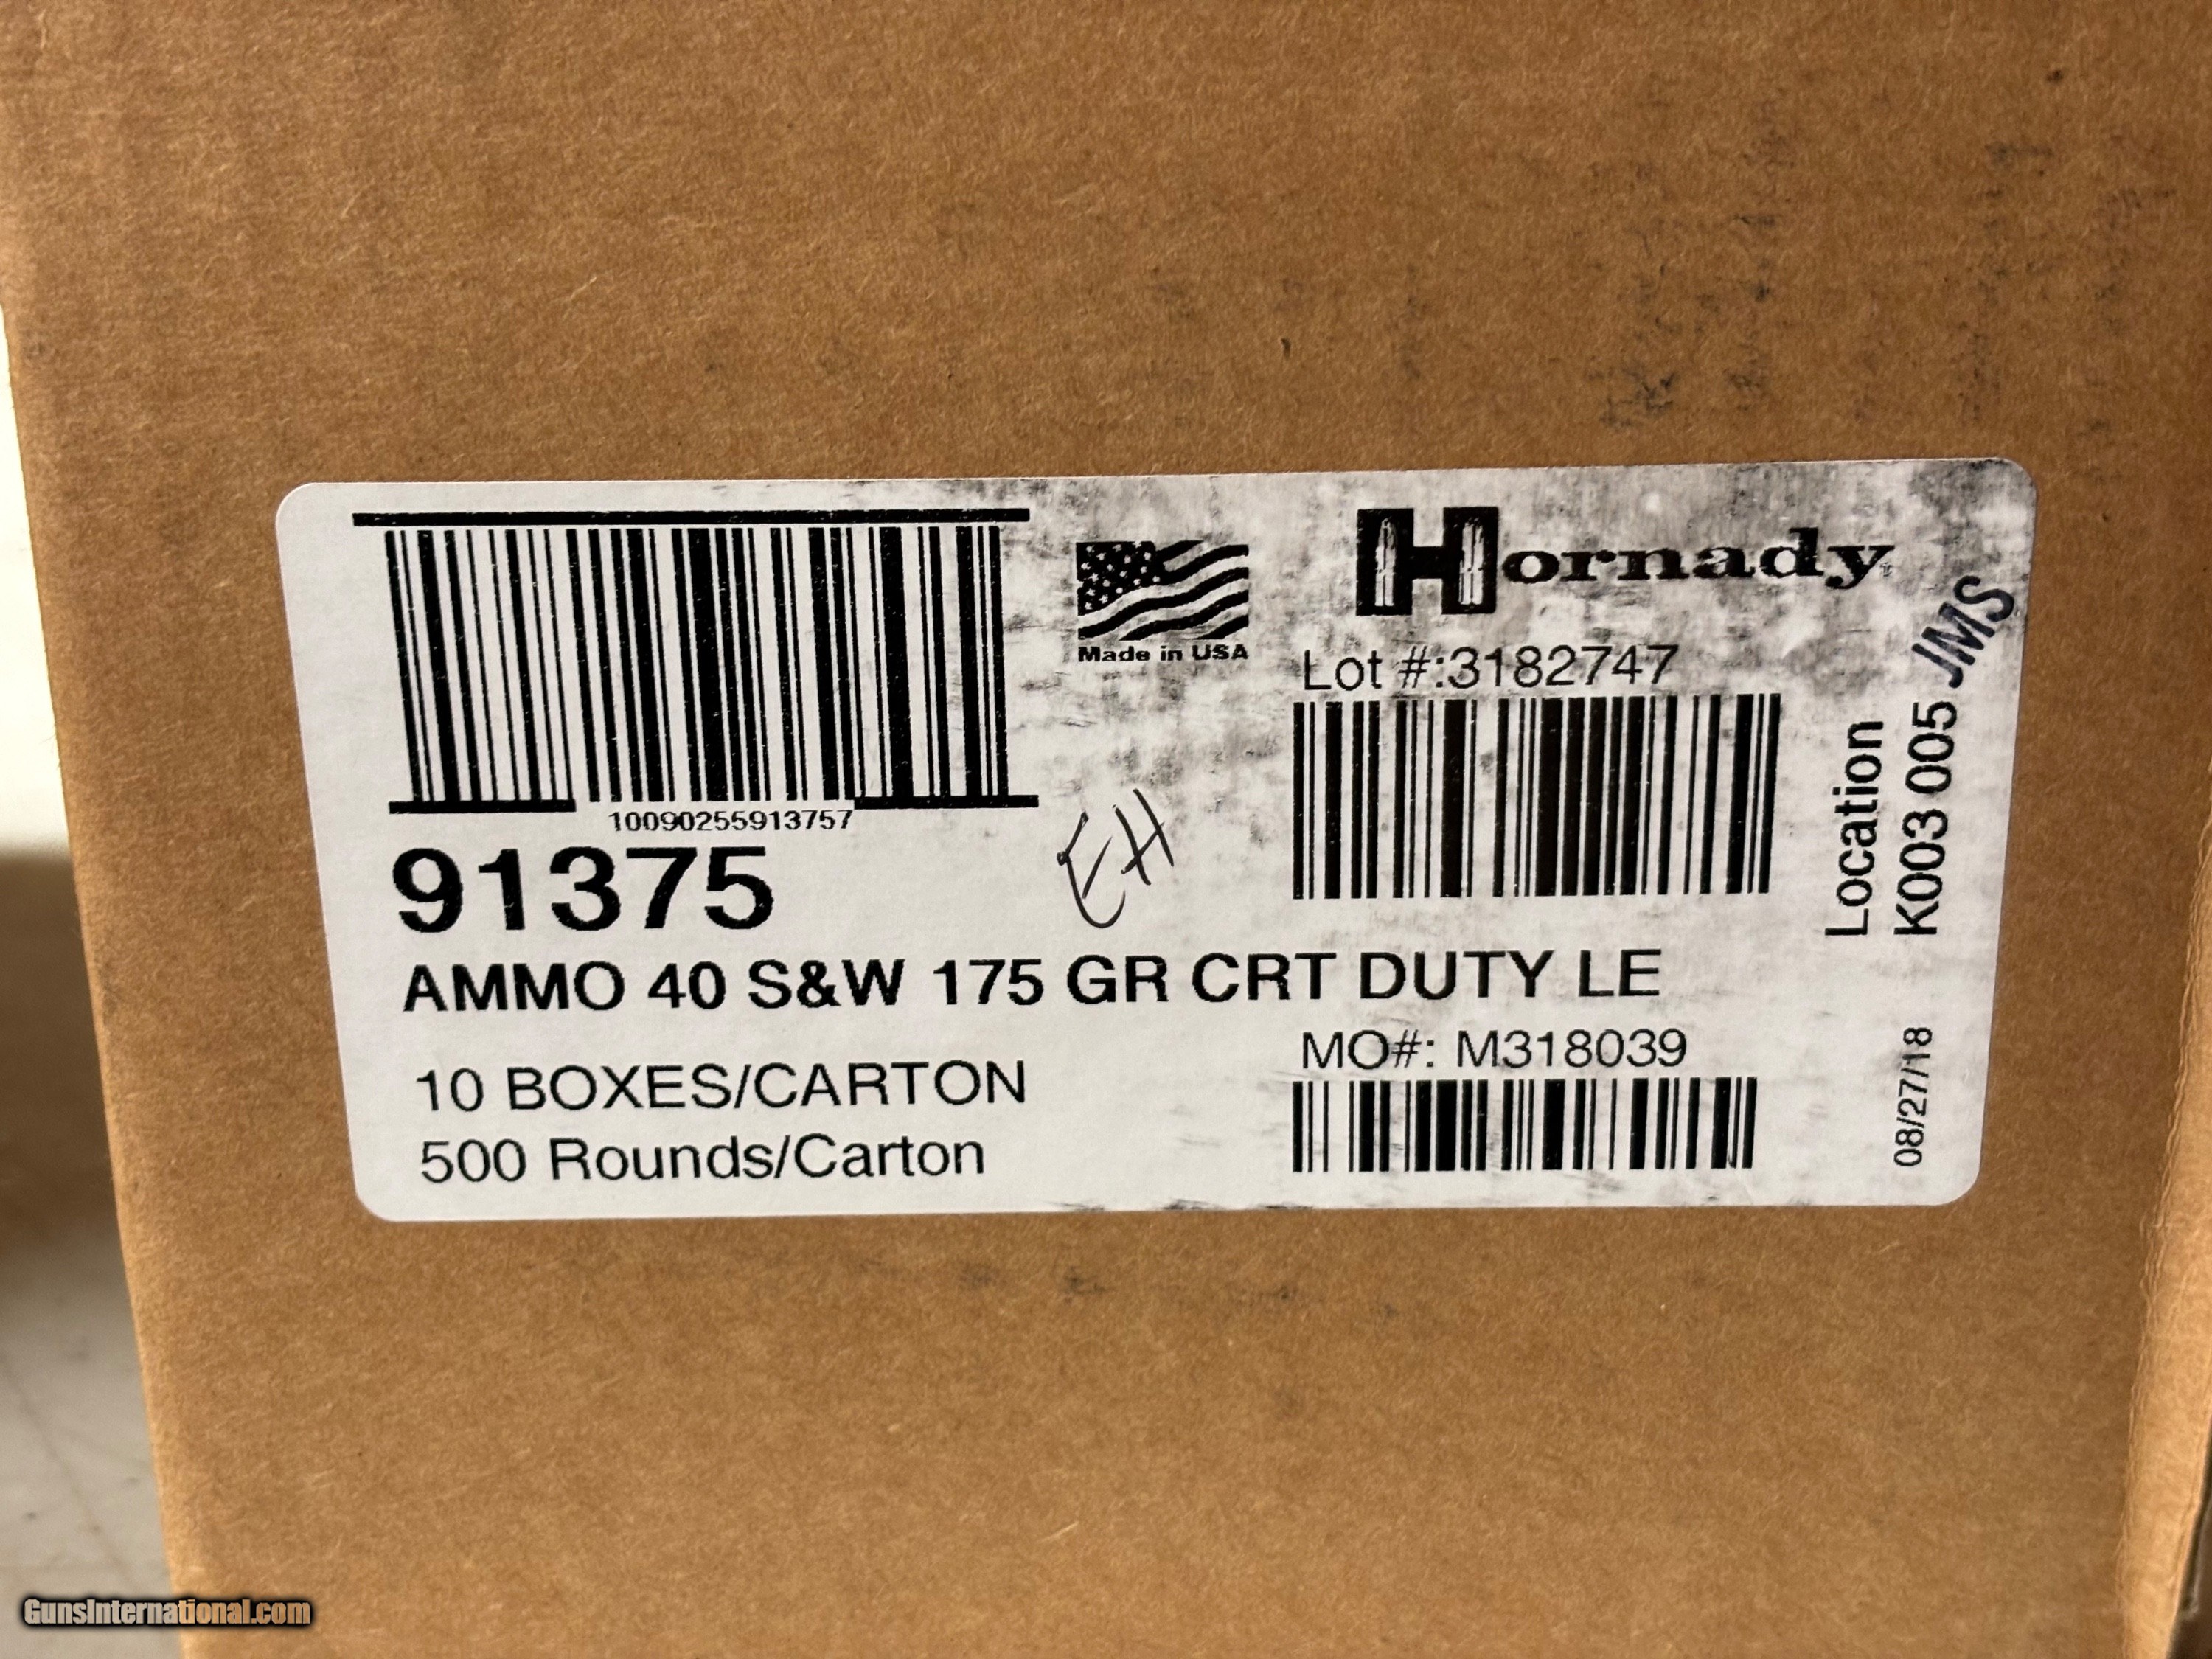 Hornady
Made in USA
Lot #:3182747
JMS
10090255913757
91375
EH
Location
K003 005
AMMO 40 S&W 175 GR CRT DUTY LE
MO#: M318039
10 BOXES/CARTON
500 Rounds/Carton
08/27/18
GunsInternational.com